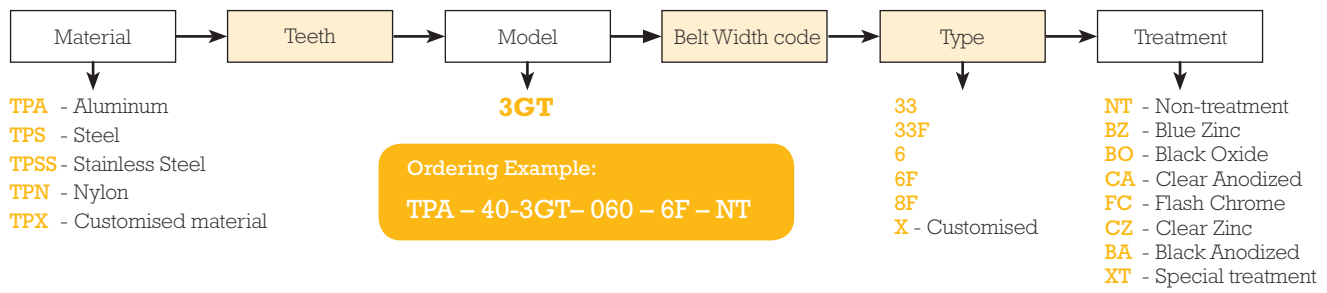 Material Teeth Model Belt Width code Type Treatment
TPA - Aluminum
TPS - Steel
TPSS - Stainless Steel
TPN - Nylon
TPX - Customised material
3GT
Ordering Example:
TPA – 40-3GT– 060 – 6F – NT
33
33F
6
6F
8F
X - Customised
NT - Non-treatment
BZ - Blue Zinc
BO - Black Oxide
CA - Clear Anodized
FC - Flash Chrome
CZ - Clear Zinc
BA - Black Anodized
XT - Special treatment